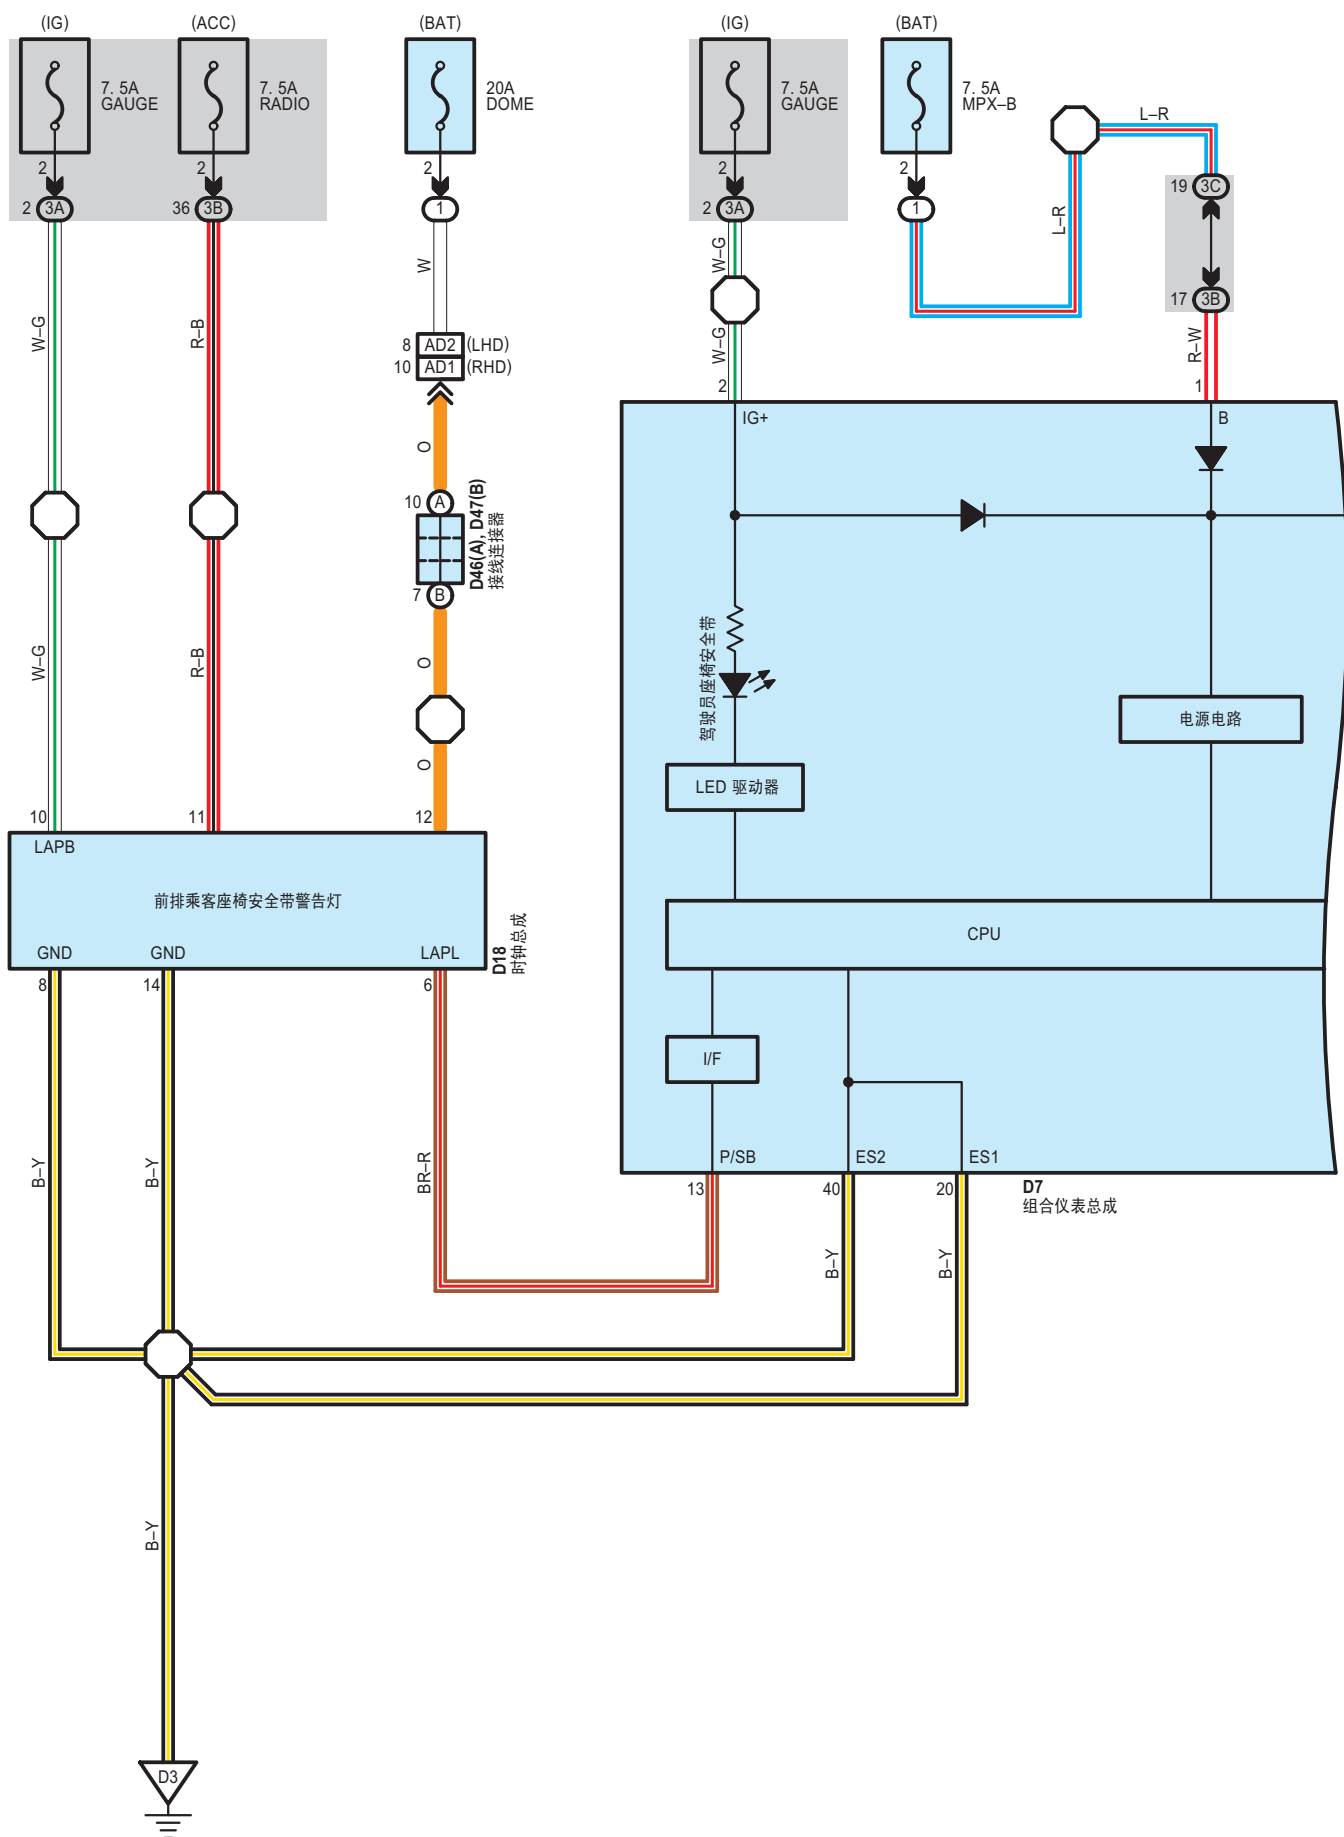 (IG)
(ACC)
(BAT)
(IG)
(BAT)
7. 5A
GAUGE
7. 5A
RADIO
20A
DOME
7. 5A
GAUGE
7. 5A
MPX–B
L–R
2
2
2
2
2
2 3A
36 3B
1
2 3A
1
19 3C
L–R
W–G
W
17 3B
W–G
R–B
8 AD2 (LHD)
10 AD1 (RHD)
W–G
R–W
2
1
IG+
B
O
10 A
D46(A), D47(B)
接线连接器
7 B
W–G
R–B
O
驾驶员座椅安全带
电源电路
O
LED 驱动器
10
11
12
LAPB
前排乘客座椅安全带警告灯
CPU
GND
GND
LAPL
D18
时钟总成
8
14
6
I/F
B–Y
B–Y
BR–R
P/SB
ES2
ES1
13
40
20
D7
组合仪表总成
B–Y
B–Y
B–Y
D3